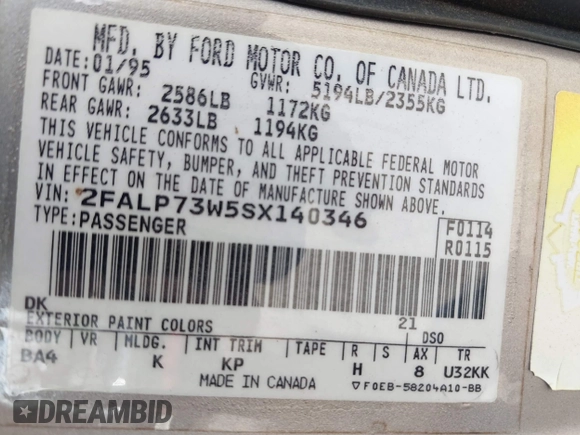 MFD. BY FORD MOTOR CO. OF CANADA LTD.
DATE: 01/95 GVWR: 5194LB/2355KG
FRONT GAWR: 2586LB 1172KG
REAR GAWR: 2633LB 1194KG
THIS VEHICLE CONFORMS TO ALL APPLICABLE FEDERAL MOTOR
VEHICLE SAFETY, BUMPER, AND THEFT PREVENTION STANDARDS
IN EFFECT ON THE DATE OF MANUFACTURE SHOWN ABOVE.
VIN: 2FALP73W5SX140346
TYPE: PASSENGER
F0114
R0115
DK 21
EXTERIOR PAINT COLORS DSO
BODY VR MLDG. INT TRIM TAPE R S AX TR
BA4 K KP H 8 U32KK
MADE IN CANADA ▽F0EB-58204A10-BB
DREAMBID